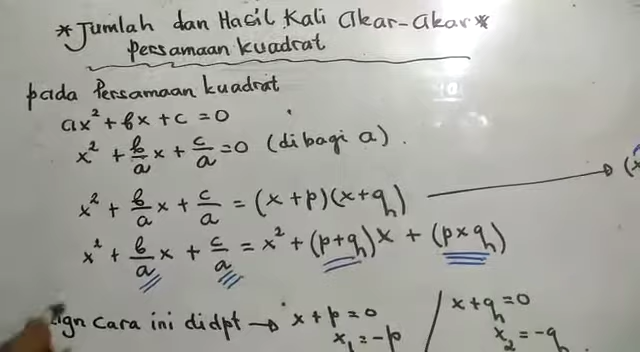 *Jumlah dan Hasil Kali Akar-Akar*
persamaan kuadrat
pada Persamaan kuadrat
ax² + bx + c = 0
x² + b/a x + c/a = 0 (dibagi a).
x² + b/a x + c/a = (x+p)(x+q) → (x
x² + b/a x + c/a = x² + (p+q)x + (p×q)
dgn cara ini didpt → x + p = 0 / x + q = 0
x₁ = -p x₂ = -q